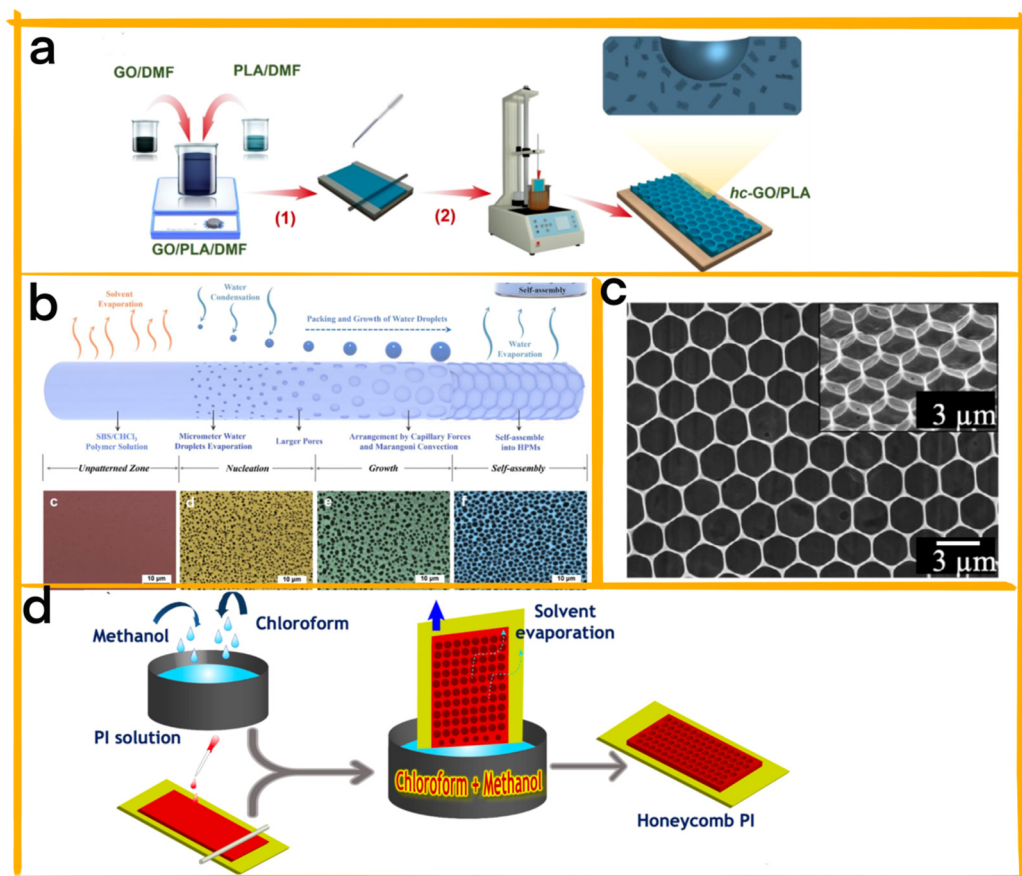 a
GO/DMF
PLA/DMF
(1)
(2)
GO/PLA/DMF
hc-GO/PLA
b
Solvent
Evaporation
Water
Condensation
Packing and Growth of Water Droplets
Self-assembly
Water
Evaporation
SBS/CHCl3
Polymer Solution
Micrometer Water
Droplets Evaporation
Larger Pores
Arrangement by Capillary Forces
and Marangoni Convection
Self-assemble
into HPMs
Unpatterned Zone
Nucleation
Growth
Self-assembly
c
10 μm
d
10 μm
e
10 μm
f
10 μm
c
3 μm
3 μm
d
Methanol
Chloroform
PI solution
Solvent
evaporation
Chloroform + Methanol
Honeycomb PI